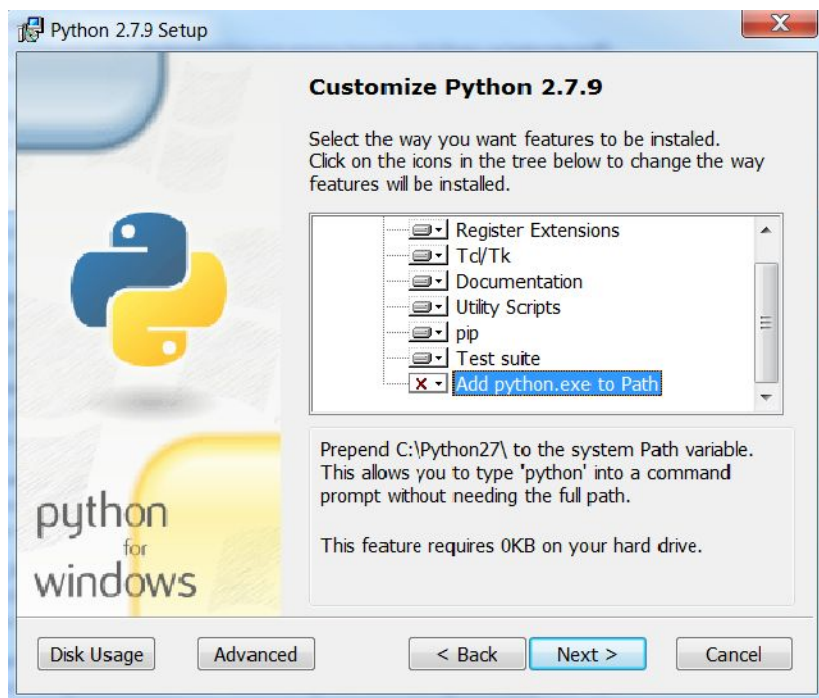 Python 2.7.9 Setup
Customize Python 2.7.9
Select the way you want features to be instaled.
Click on the icons in the tree below to change the way
features will be installed.
Register Extensions
Tcl/Tk
Documentation
Utility Scripts
pip
Test suite
Add python.exe to Path
Prepend C:\Python27\ to the system Path variable.
This allows you to type 'python' into a command
prompt without needing the full path.
This feature requires 0KB on your hard drive.
python
for
windows
Disk Usage
Advanced
< Back
Next >
Cancel